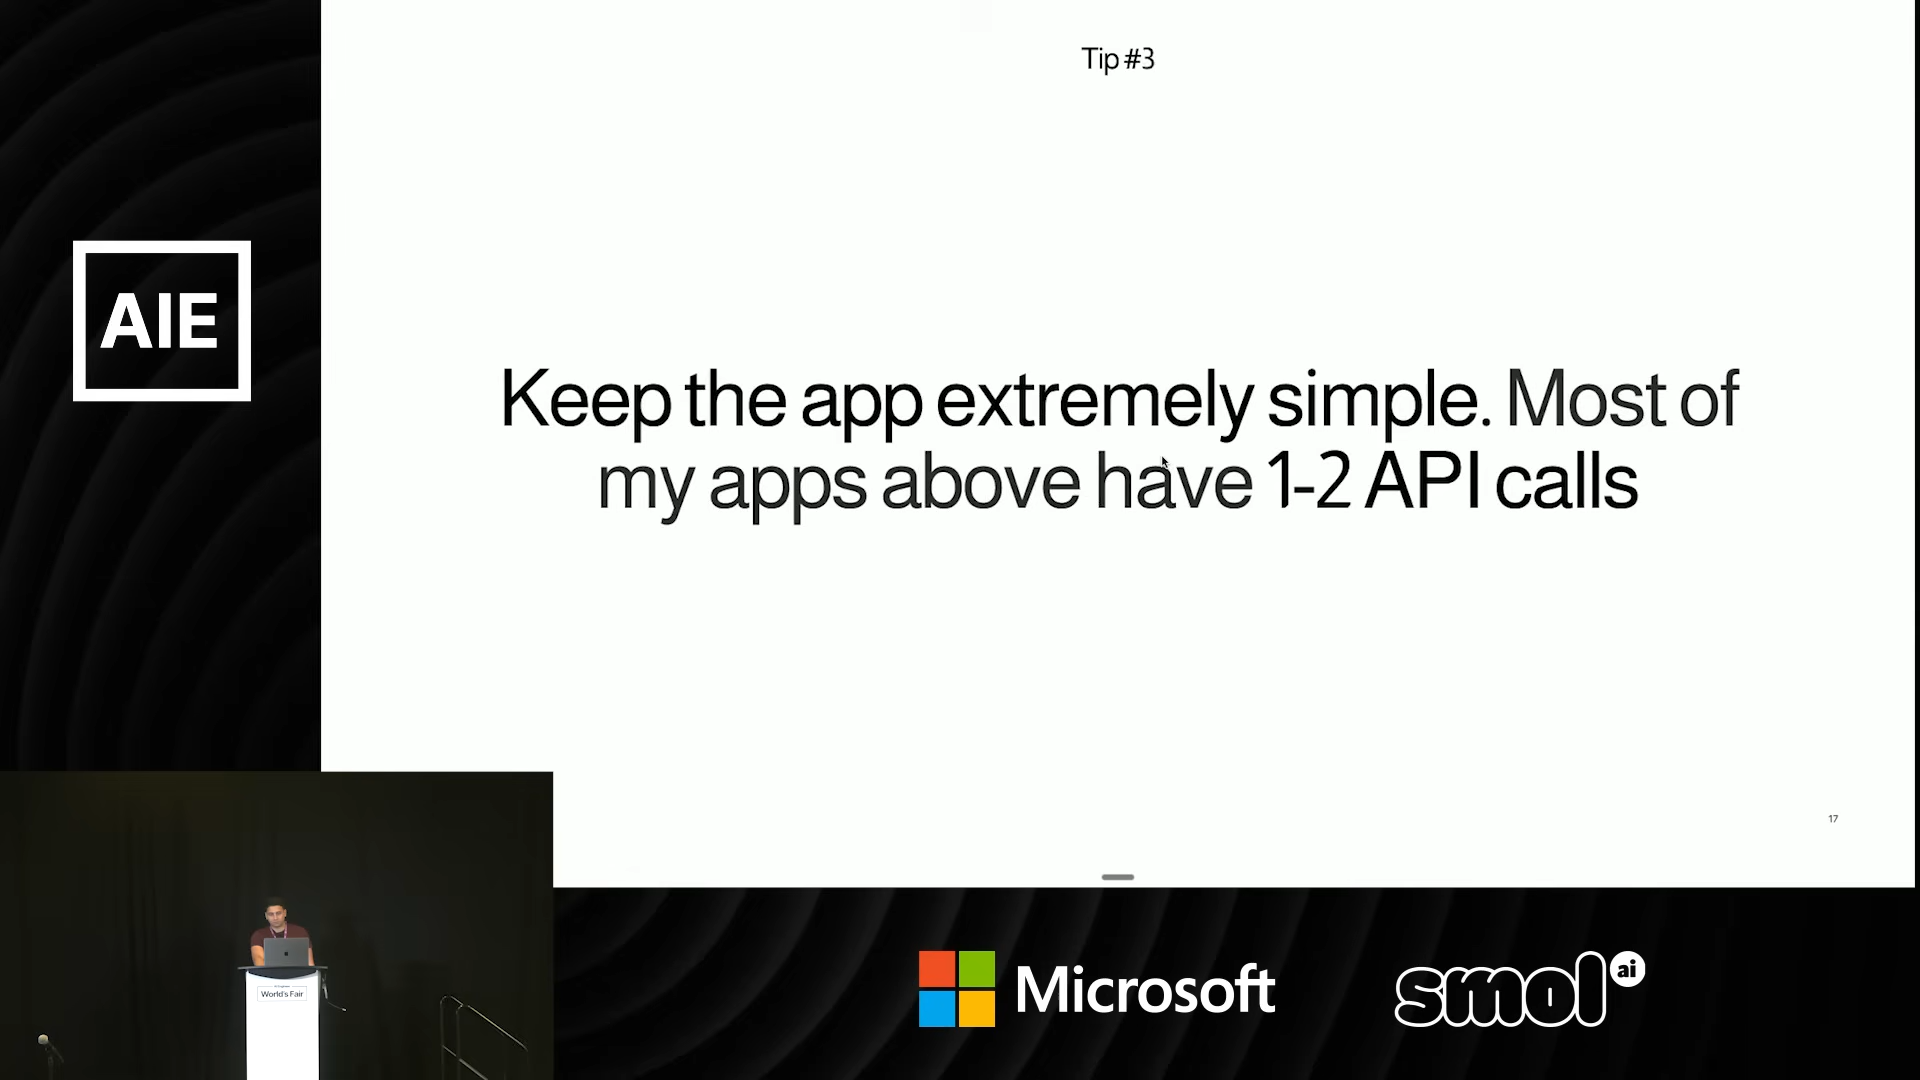 Tip #3
AIE
Keep the app extremely simple. Most of
my apps above have 1-2 API calls
17
World's Fair
Microsoft
smol ai